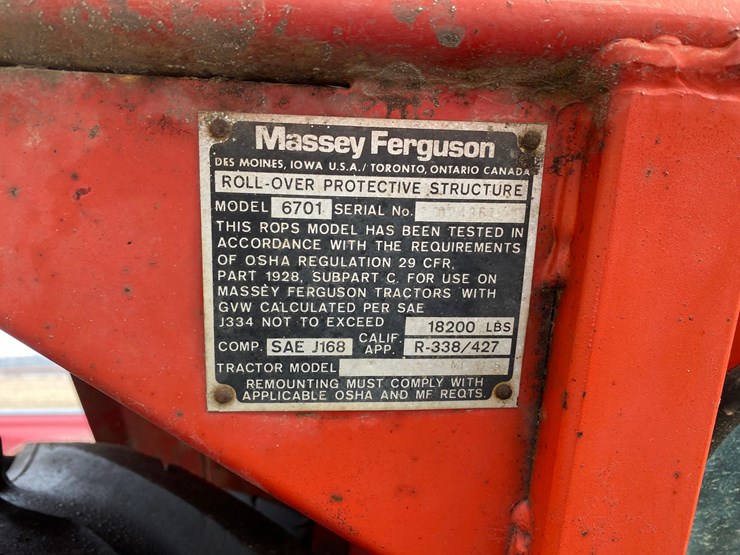 Massey Ferguson
DES MOINES, IOWA U.S.A./ TORONTO, ONTARIO CANADA
ROLL-OVER PROTECTIVE STRUCTURE
MODEL 6701 SERIAL No.
THIS ROPS MODEL HAS BEEN TESTED IN
ACCORDANCE WITH THE REQUIREMENTS
OF OSHA REGULATION 29 CFR,
PART 1928, SUBPART C. FOR USE ON
MASSEY FERGUSON TRACTORS WITH
GVW CALCULATED PER SAE
J334 NOT TO EXCEED 18200 LBS
COMP. SAE J168 CALIF. APP. R-338/427
TRACTOR MODEL
REMOUNTING MUST COMPLY WITH
APPLICABLE OSHA AND MF REQTS.